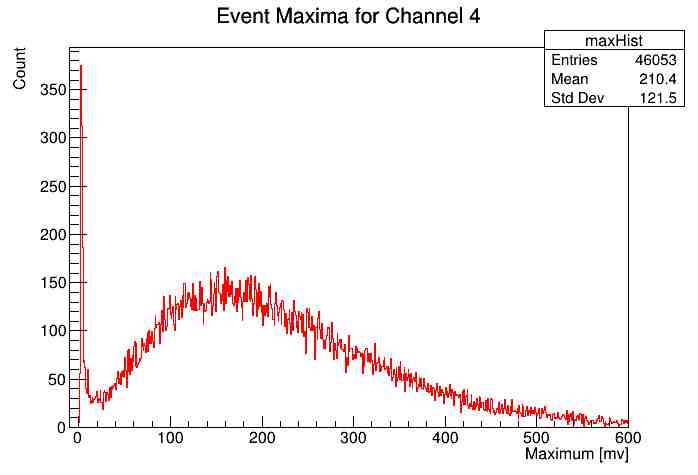 Event Maxima for Channel 4
maxHist
Entries 46053
Mean 210.4
Std Dev 121.5
Count
350
300
250
200
150
100
50
0
0 100 200 300 400 500 600
Maximum [mv]